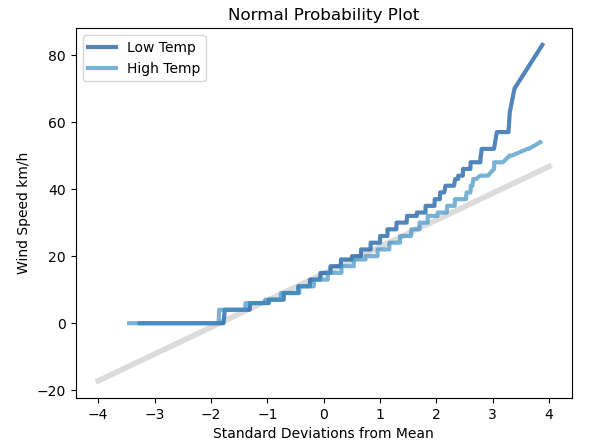 Normal Probability Plot
Low Temp
High Temp
80
60
40
20
0
−20
Wind Speed km/h
−4 −3 −2 −1 0 1 2 3 4
Standard Deviations from Mean